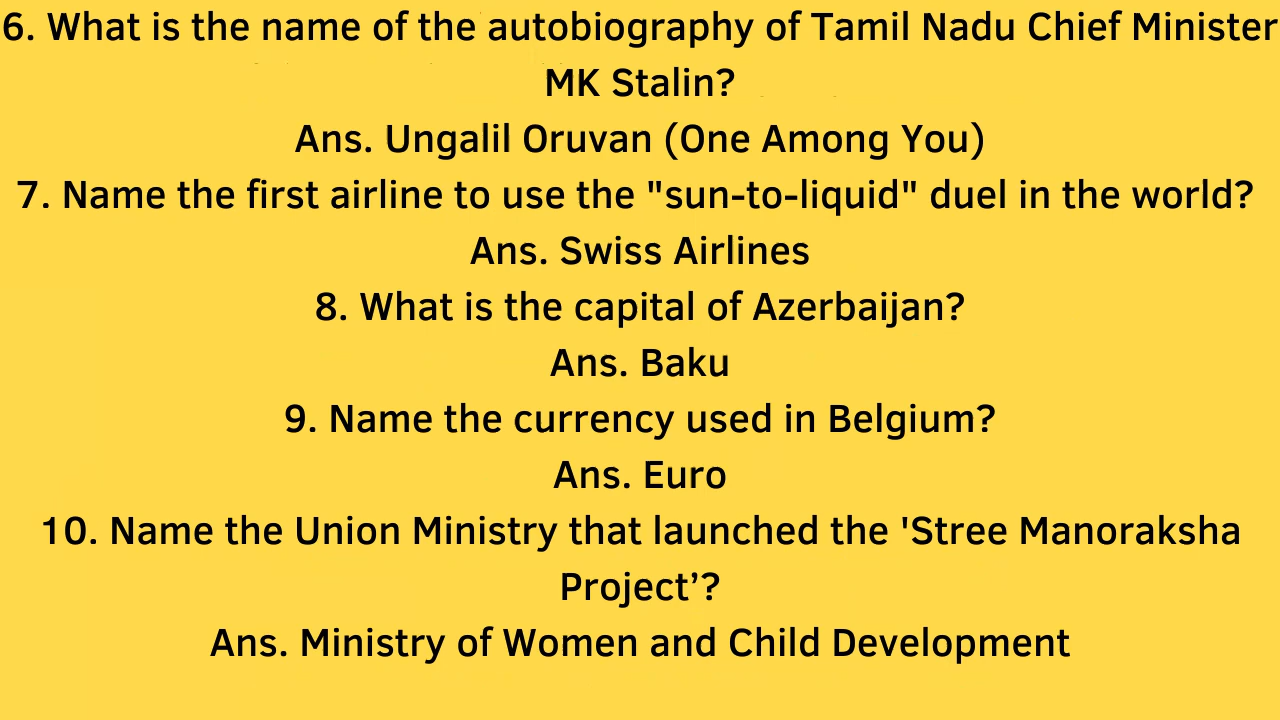 6. What is the name of the autobiography of Tamil Nadu Chief Minister
MK Stalin?
Ans. Ungalil Oruvan (One Among You)
7. Name the first airline to use the "sun-to-liquid" duel in the world?
Ans. Swiss Airlines
8. What is the capital of Azerbaijan?
Ans. Baku
9. Name the currency used in Belgium?
Ans. Euro
10. Name the Union Ministry that launched the 'Stree Manoraksha
Project’?
Ans. Ministry of Women and Child Development